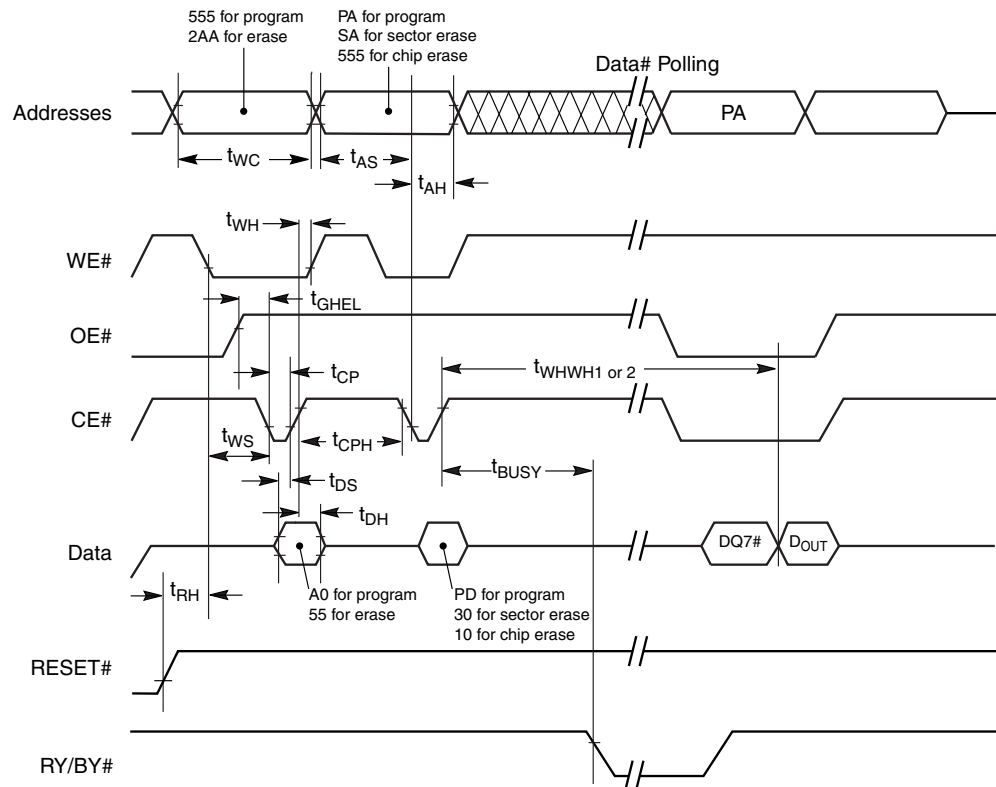 555 for program
2AA for erase
PA for program
SA for sector erase
555 for chip erase
Data# Polling
Addresses
PA
tWC
tAS
tAH
tWH
WE#
tGHEL
OE#
tWHWH1 or 2
tCP
CE#
tWS
tCPH
tBUSY
tDS
tDH
Data
DQ7#
DOUT
tRH
A0 for program
55 for erase
PD for program
30 for sector erase
10 for chip erase
RESET#
RY/BY#